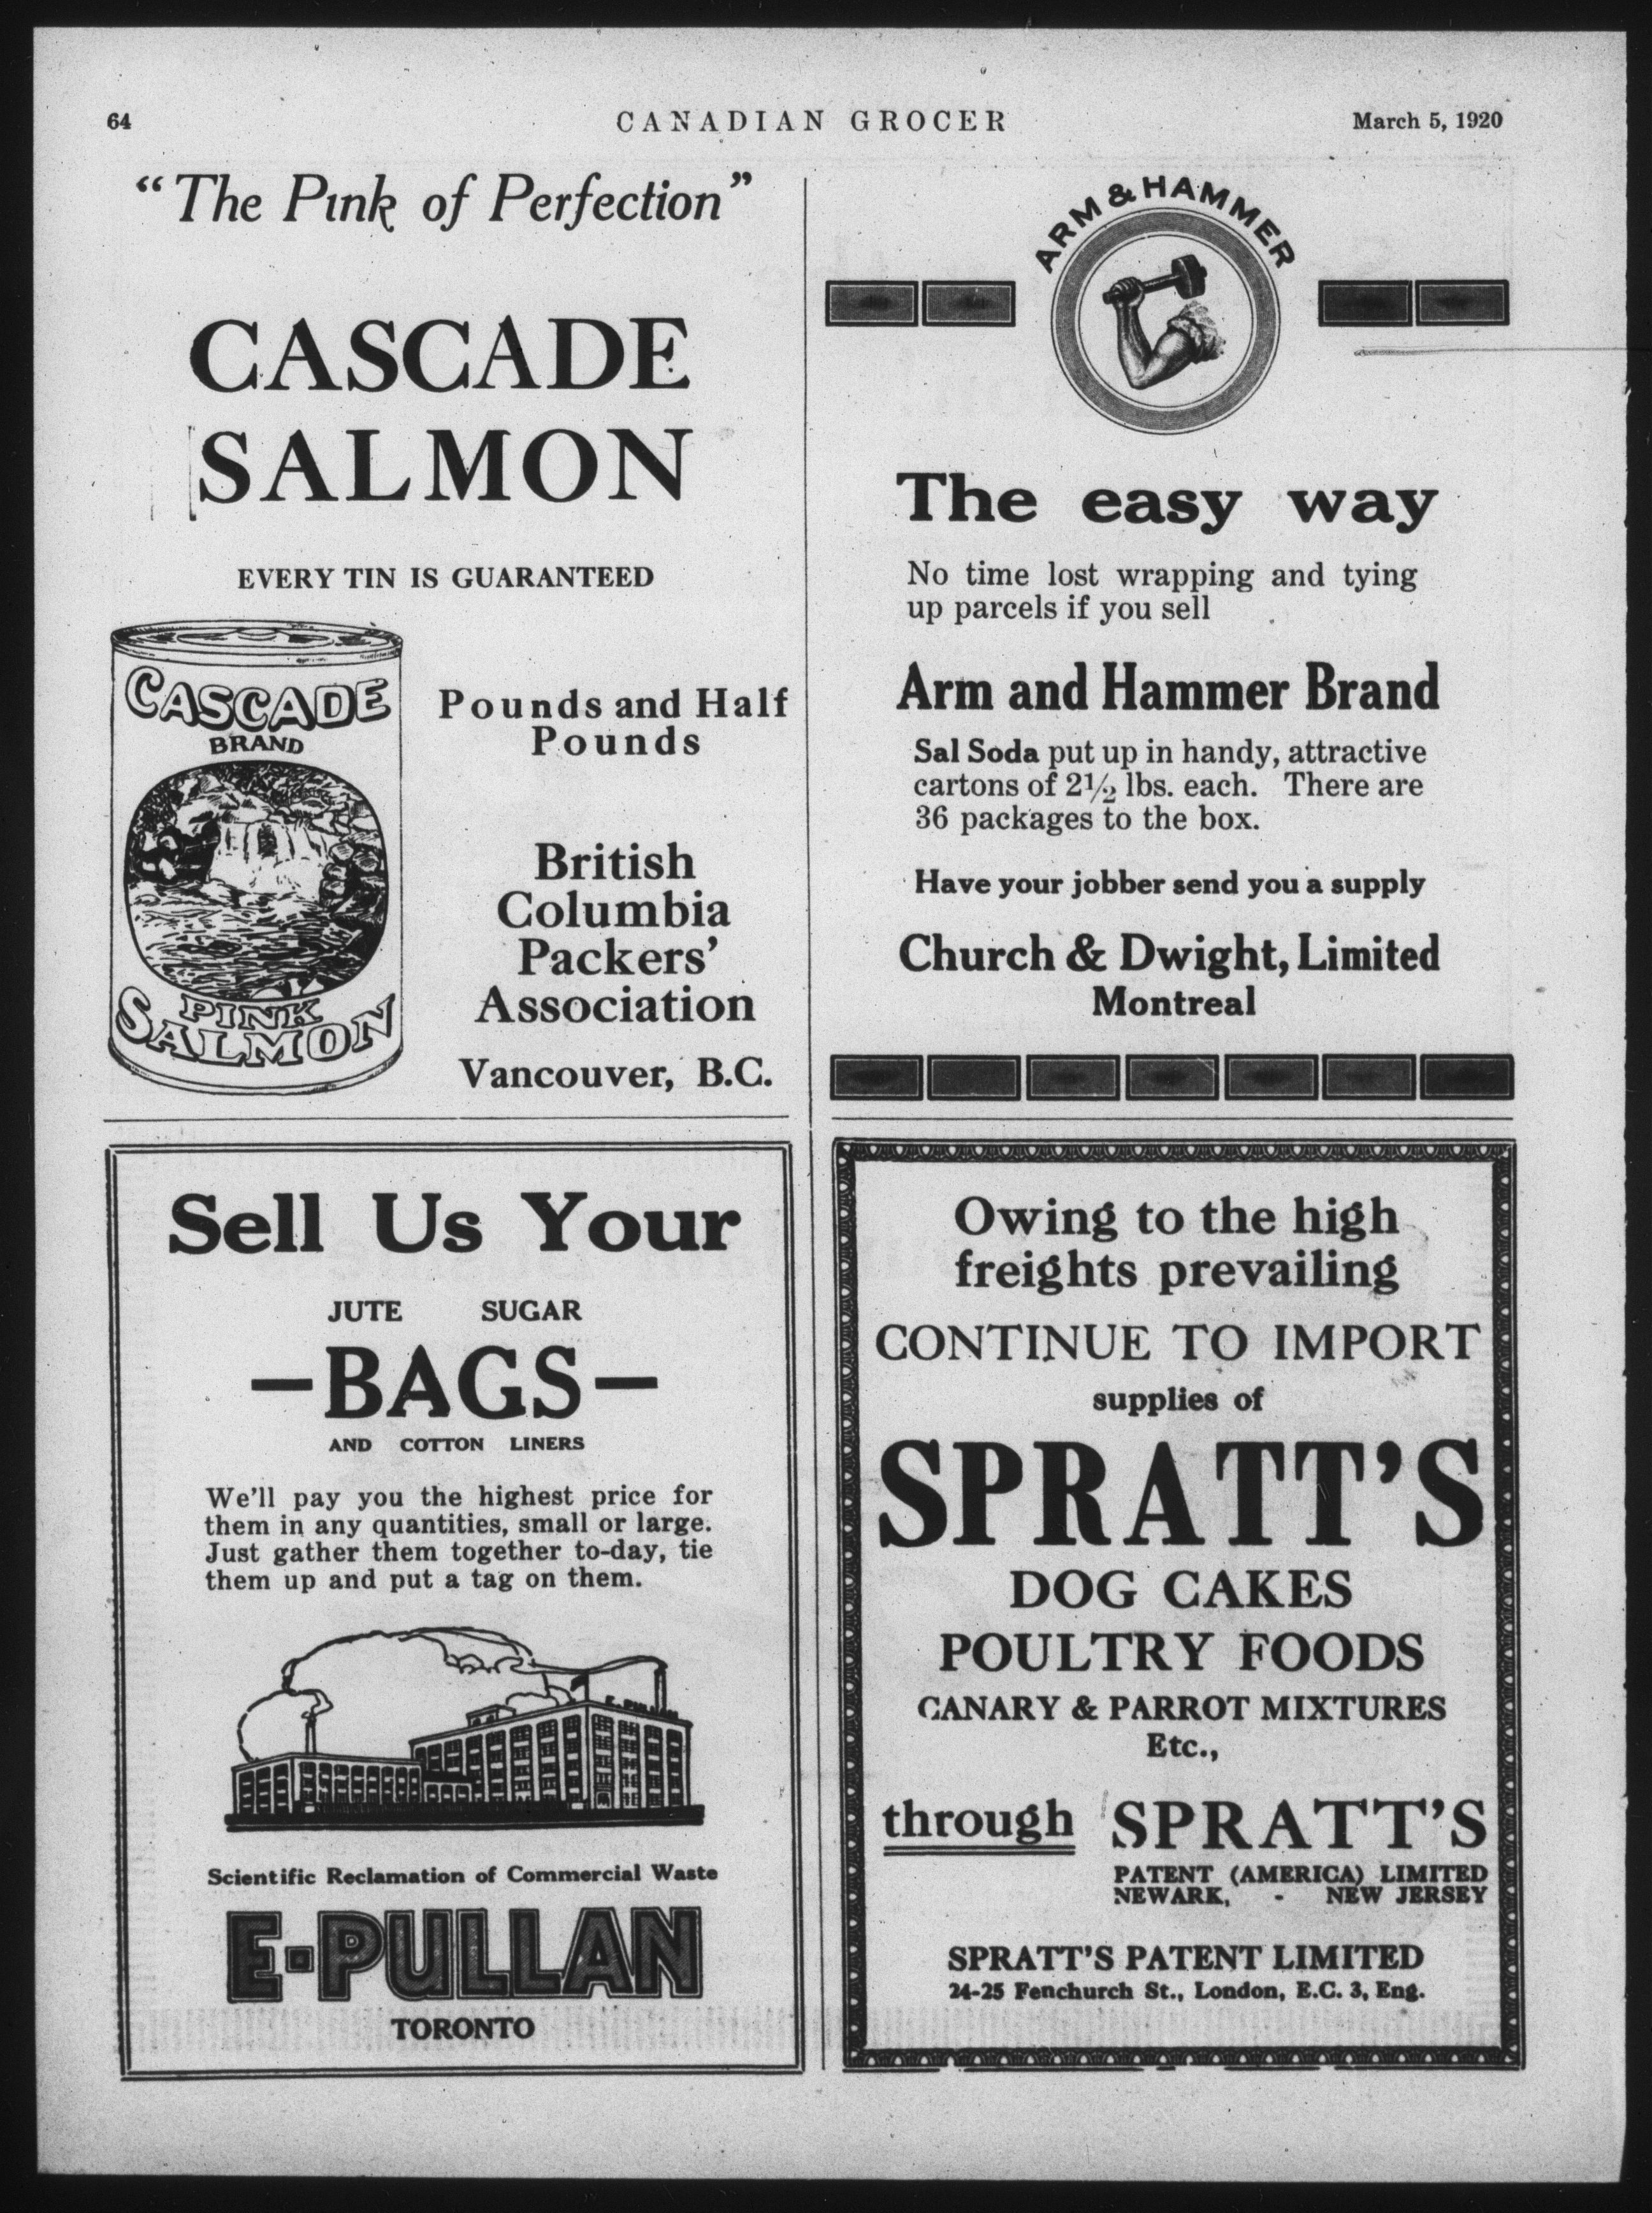 64
CANADIAN GROCER
March 5, 1920
"The Pink of Perfection"
CASCADE
SALMON
EVERY TIN IS GUARANTEED
CASCADE
BRAND
PINK
SALMON
Pounds and Half
Pounds
British
Columbia
Packers'
Association
Vancouver, B.C.
ARM & HAMMER
The easy way
No time lost wrapping and tying
up parcels if you sell
Arm and Hammer Brand
Sal Soda put up in handy, attractive
cartons of 2½ lbs. each. There are
36 packages to the box.
Have your jobber send you a supply
Church & Dwight, Limited
Montreal
Sell Us Your
JUTE SUGAR
—BAGS—
AND COTTON LINERS
We'll pay you the highest price for
them in any quantities, small or large.
Just gather them together to-day, tie
them up and put a tag on them.
E. PULLAN
Scientific Reclamation of Commercial Waste
E-PULLAN
TORONTO
Owing to the high
freights prevailing
CONTINUE TO IMPORT
supplies of
SPRATT'S
DOG CAKES
POULTRY FOODS
CANARY & PARROT MIXTURES
Etc.,
through SPRATT'S
PATENT (AMERICA) LIMITED
NEWARK, - NEW JERSEY
SPRATT'S PATENT LIMITED
24-25 Fenchurch St., London, E.C. 3, Eng.